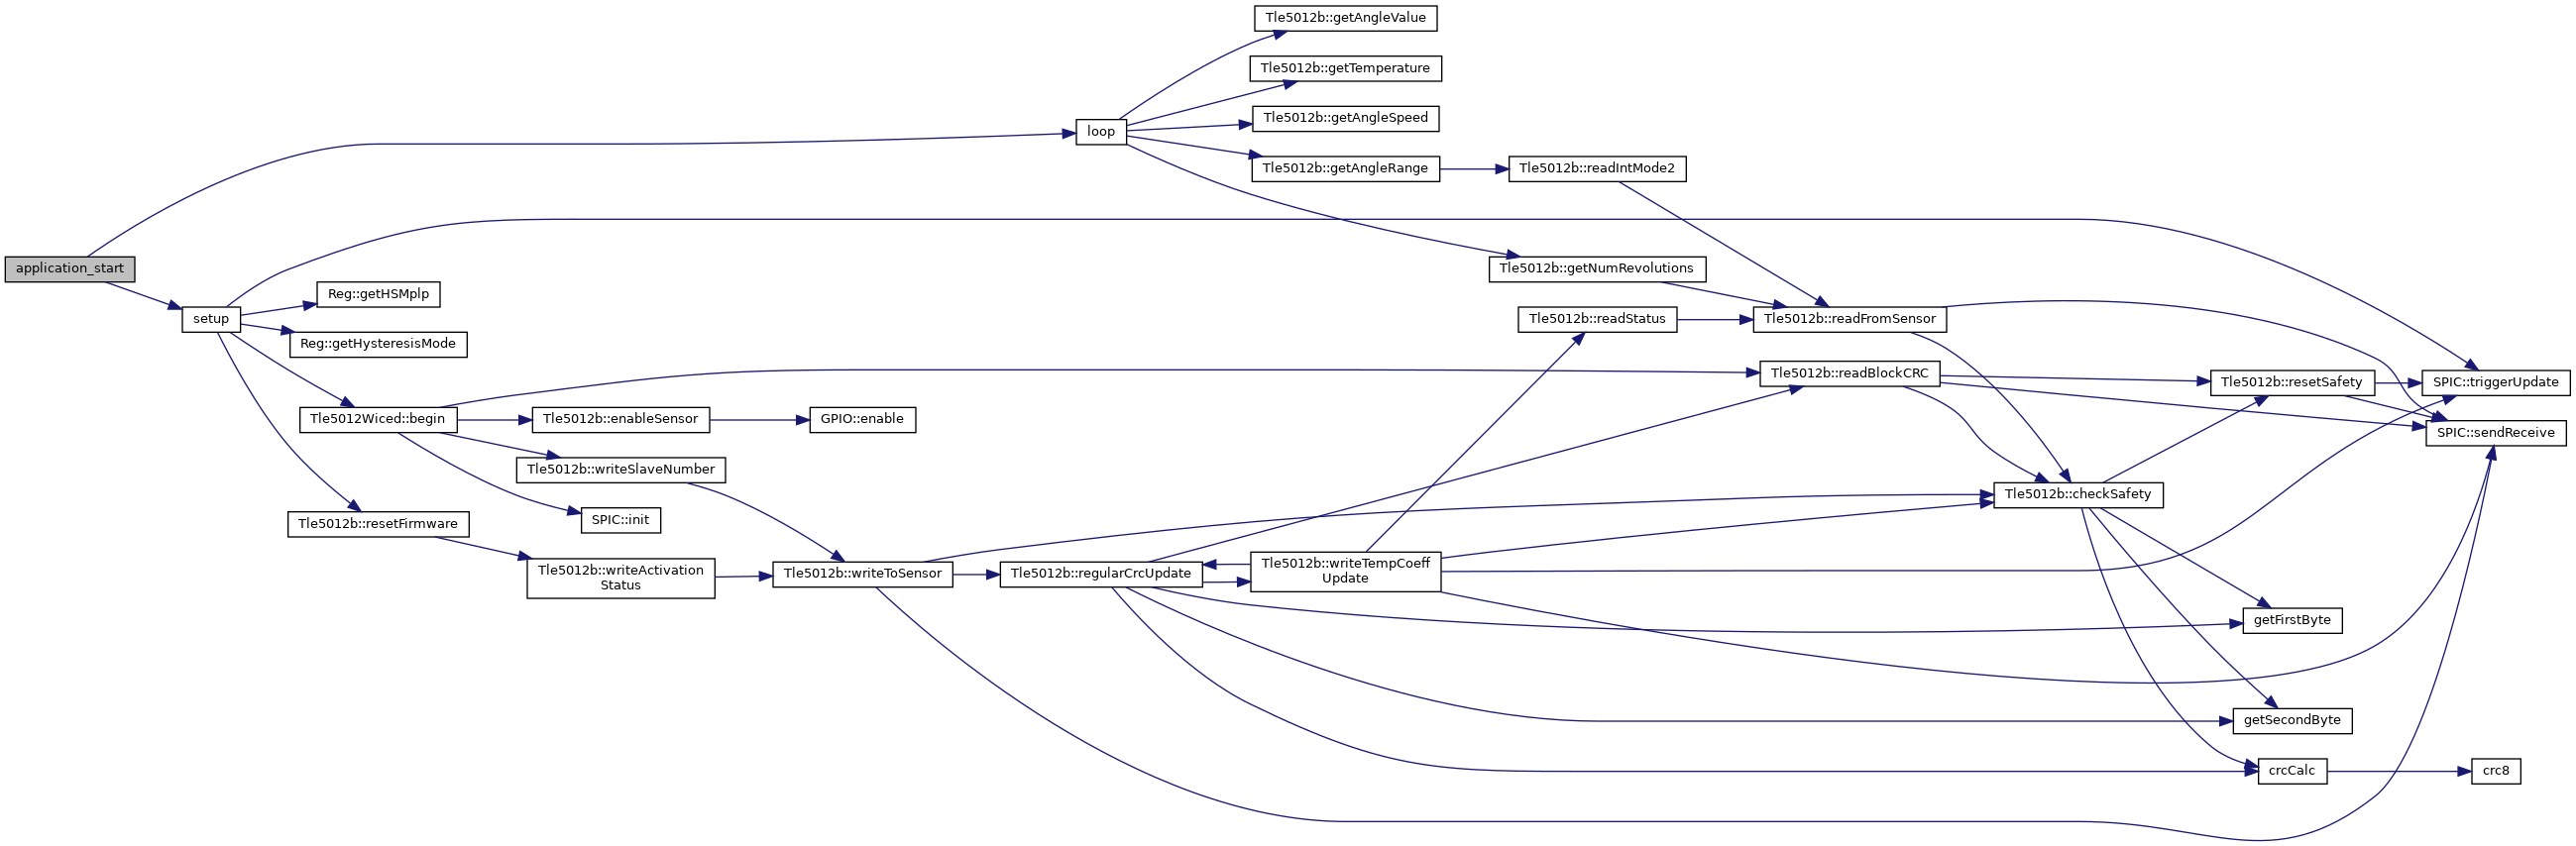 Tle5012b::getAngleValue
Tle5012b::getTemperature
Tle5012b::getAngleSpeed
loop
Tle5012b::getAngleRange
Tle5012b::readIntMode2
application_start
Tle5012b::getNumRevolutions
Reg::getHSMplp
setup
Tle5012b::readStatus
Tle5012b::readFromSensor
Reg::getHysteresisMode
Tle5012b::readBlockCRC
Tle5012b::resetSafety
SPIC::triggerUpdate
Tle5012Wiced::begin
Tle5012b::enableSensor
GPIO::enable
SPIC::sendReceive
Tle5012b::writeSlaveNumber
Tle5012b::checkSafety
Tle5012b::resetFirmware
SPIC::init
Tle5012b::writeActivation
Status
Tle5012b::writeToSensor
Tle5012b::regularCrcUpdate
Tle5012b::writeTempCoeff
Update
getFirstByte
getSecondByte
crcCalc
crc8